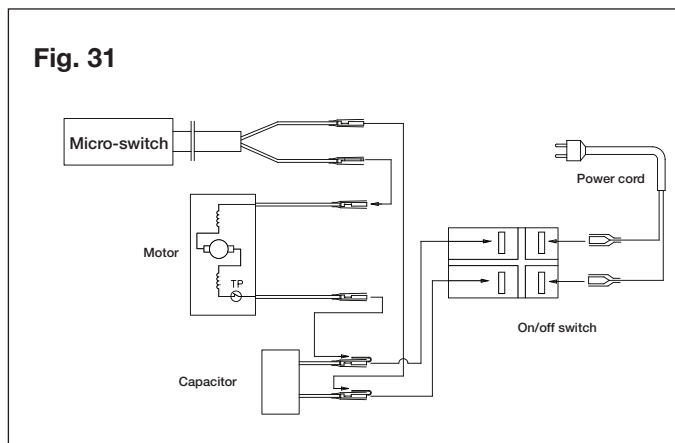 Fig. 31
Micro-switch
Power cord
Motor
TP
On/off switch
Capacitor